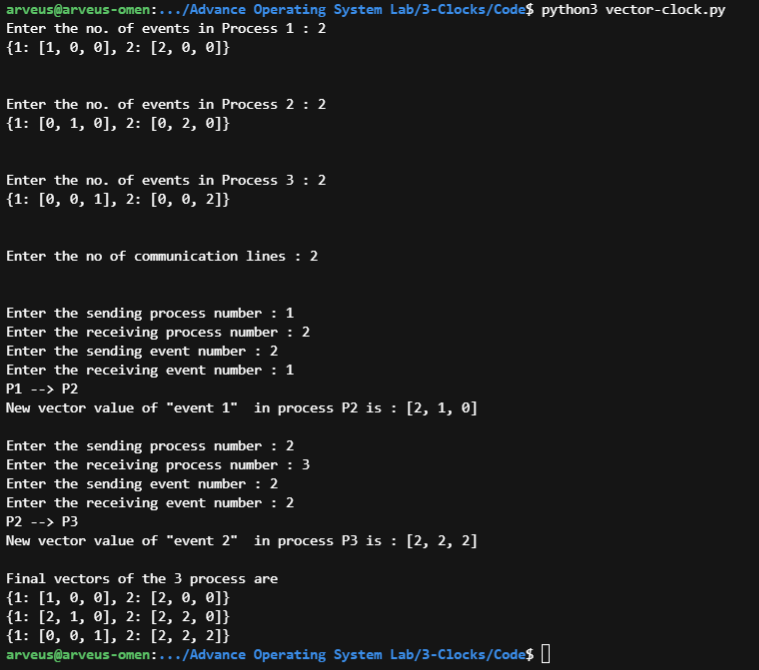 arveus@arveus-omen:.../Advance Operating System Lab/3-Clocks/Code$ python3 vector-clock.py
Enter the no. of events in Process 1 : 2
{1: [1, 0, 0], 2: [2, 0, 0]}
Enter the no. of events in Process 2 : 2
{1: [0, 1, 0], 2: [0, 2, 0]}
Enter the no. of events in Process 3 : 2
{1: [0, 0, 1], 2: [0, 0, 2]}
Enter the no of communication lines : 2
Enter the sending process number : 1
Enter the receiving process number : 2
Enter the sending event number : 2
Enter the receiving event number : 1
P1 --> P2
New vector value of "event 1"  in process P2 is : [2, 1, 0]
Enter the sending process number : 2
Enter the receiving process number : 3
Enter the sending event number : 2
Enter the receiving event number : 2
P2 --> P3
New vector value of "event 2"  in process P3 is : [2, 2, 2]
Final vectors of the 3 process are
{1: [1, 0, 0], 2: [2, 0, 0]}
{1: [2, 1, 0], 2: [2, 2, 0]}
{1: [0, 0, 1], 2: [2, 2, 2]}
arveus@arveus-omen:.../Advance Operating System Lab/3-Clocks/Code$